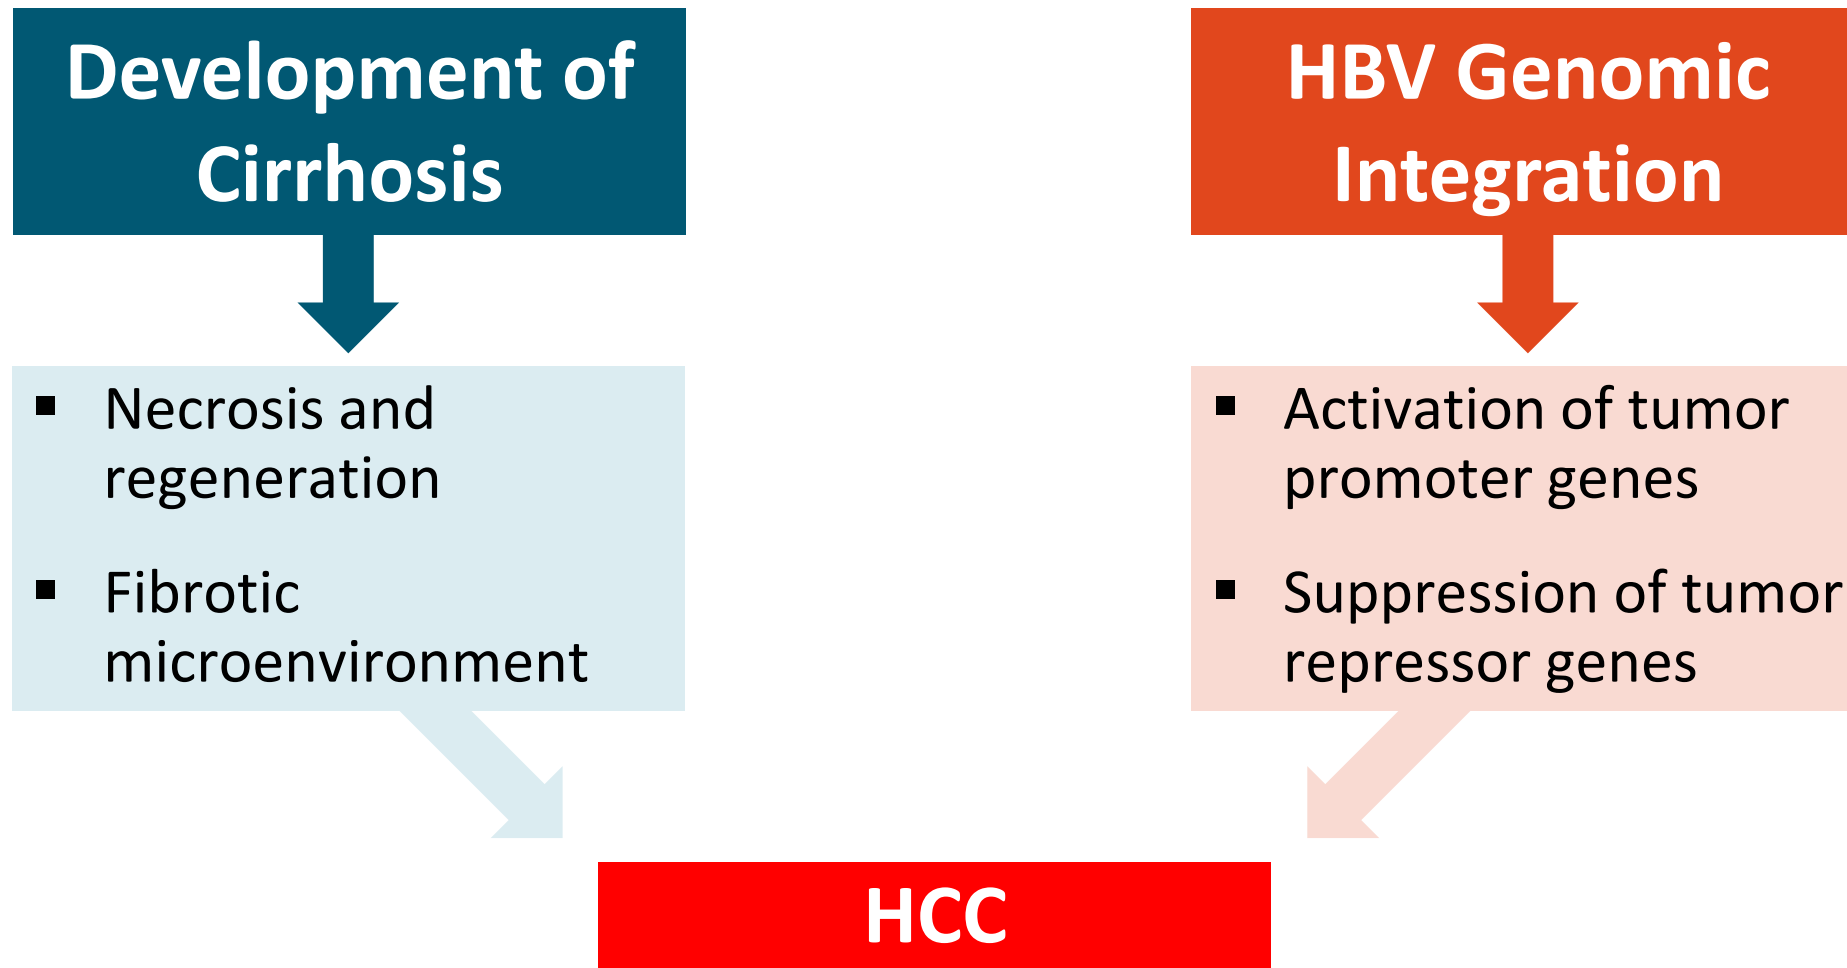 Development of
Cirrhosis
HBV Genomic
Integration
▪ Necrosis and
regeneration
▪ Fibrotic
microenvironment
▪ Activation of tumor
promoter genes
▪ Suppression of tumor
repressor genes
HCC